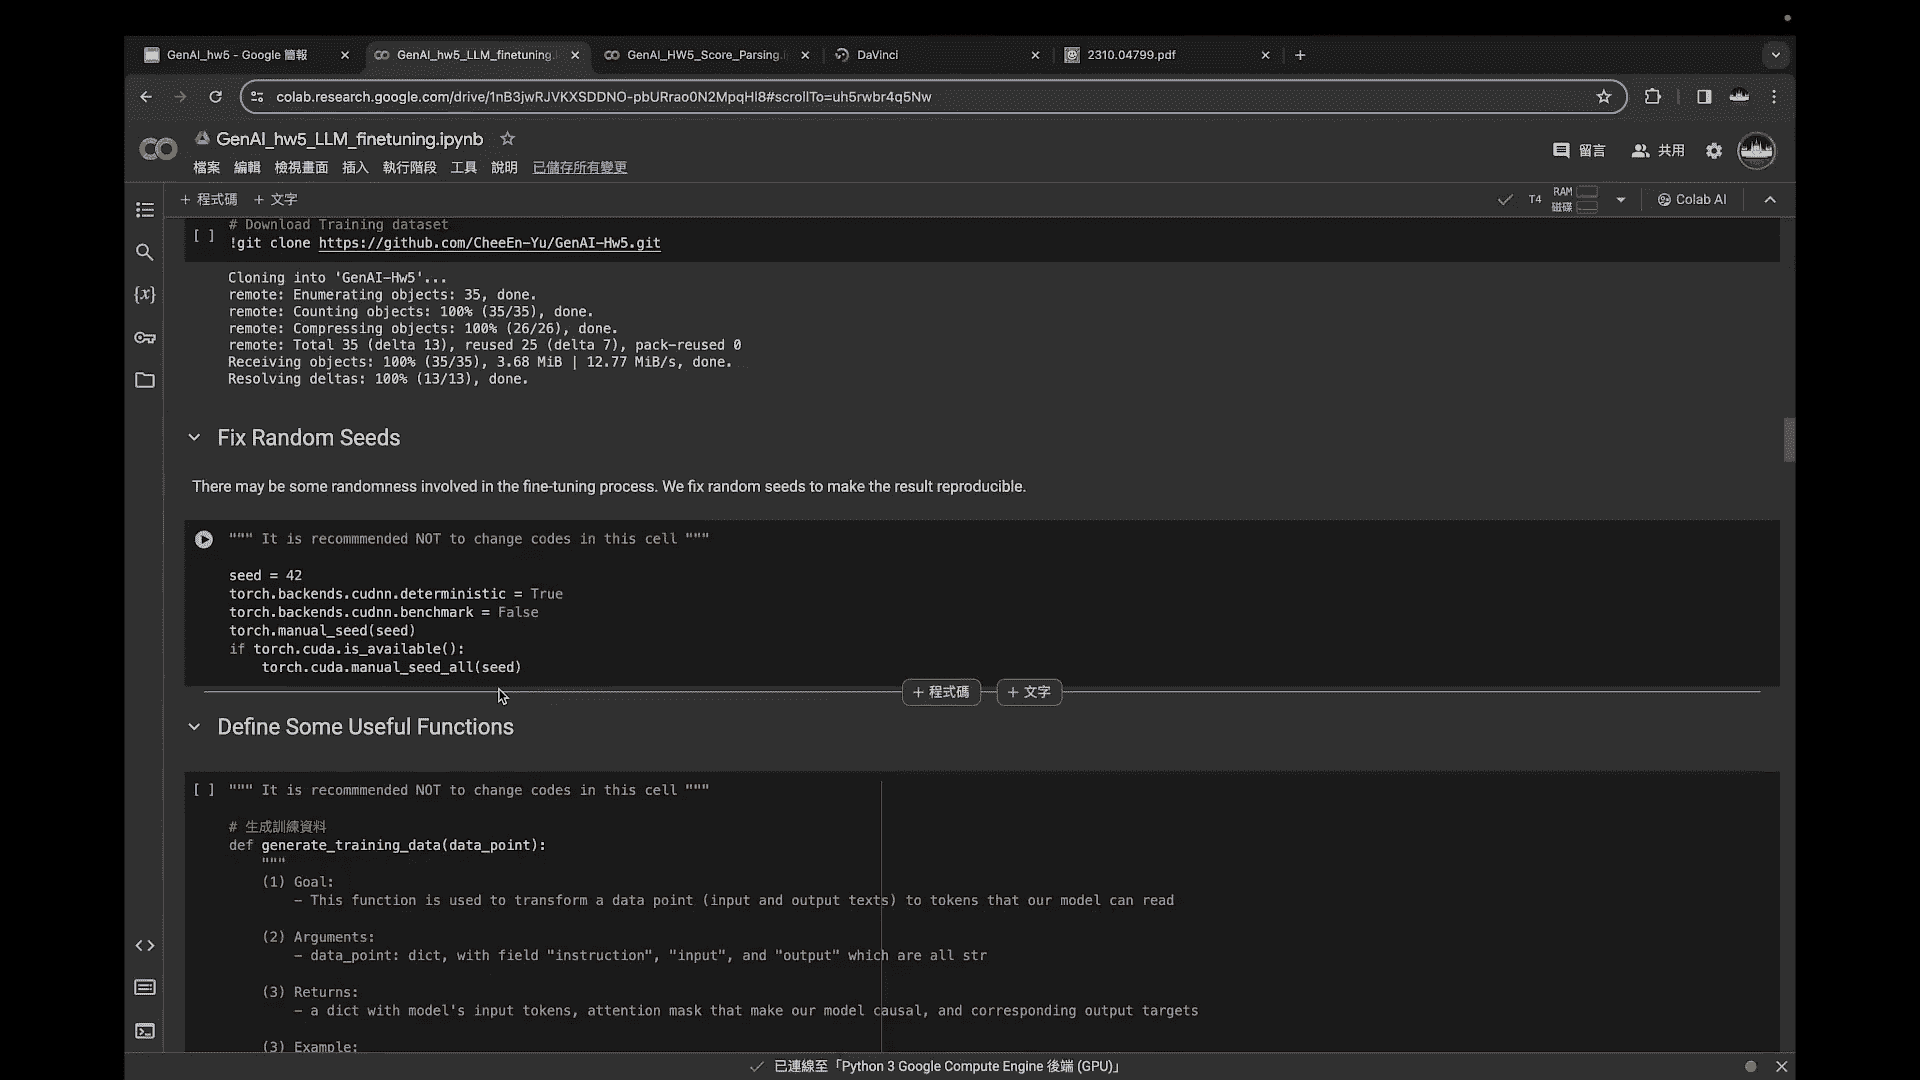 GenAI_hw5 - Google 簡報
GenAI_hw5_LLM_finetuning.
GenAI_HW5_Score_Parsing.i
DaVinci
2310.04799.pdf
colab.research.google.com/drive/1nB3jwRJVKXSDDNO-pbURrao0N2MpqHl8#scrollTo=uh5rwbr4q5Nw
GenAI_hw5_LLM_finetuning.ipynb
留言
共用
檔案 編輯 檢視畫面 插入 執行階段 工具 說明 已儲存所有變更
+ 程式碼 + 文字
T4
RAM
磁碟
Colab AI
# Download Training dataset
[ ] !git clone https://github.com/CheeEn-Yu/GenAI-Hw5.git
Cloning into 'GenAI-Hw5'...
remote: Enumerating objects: 35, done.
remote: Counting objects: 100% (35/35), done.
remote: Compressing objects: 100% (26/26), done.
remote: Total 35 (delta 13), reused 25 (delta 7), pack-reused 0
Receiving objects: 100% (35/35), 3.68 MiB | 12.77 MiB/s, done.
Resolving deltas: 100% (13/13), done.
Fix Random Seeds
There may be some randomness involved in the fine-tuning process. We fix random seeds to make the result reproducible.
""" It is recommmended NOT to change codes in this cell """
seed = 42
torch.backends.cudnn.deterministic = True
torch.backends.cudnn.benchmark = False
torch.manual_seed(seed)
if torch.cuda.is_available():
torch.cuda.manual_seed_all(seed)
+ 程式碼 + 文字
Define Some Useful Functions
[ ] """ It is recommmended NOT to change codes in this cell """
# 生成訓練資料
def generate_training_data(data_point):
"""
(1) Goal:
- This function is used to transform a data point (input and output texts) to tokens that our model can read
(2) Arguments:
- data_point: dict, with field "instruction", "input", and "output" which are all str
(3) Returns:
- a dict with model's input tokens, attention mask that make our model causal, and corresponding output targets
(3) Example:
已連線至「Python 3 Google Compute Engine 後端 (GPU)」